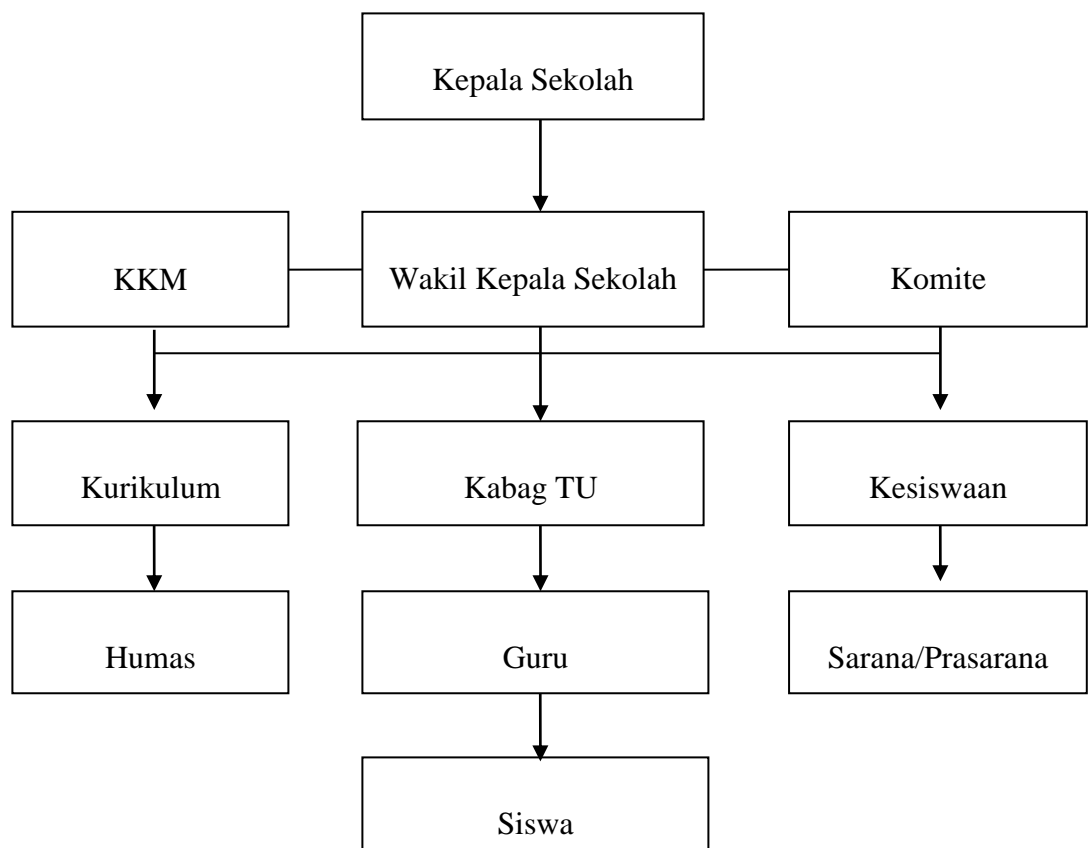 Kepala Sekolah
KKM
Wakil Kepala Sekolah
Komite
Kurikulum
Kabag TU
Kesiswaan
Humas
Guru
Sarana/Prasarana
Siswa